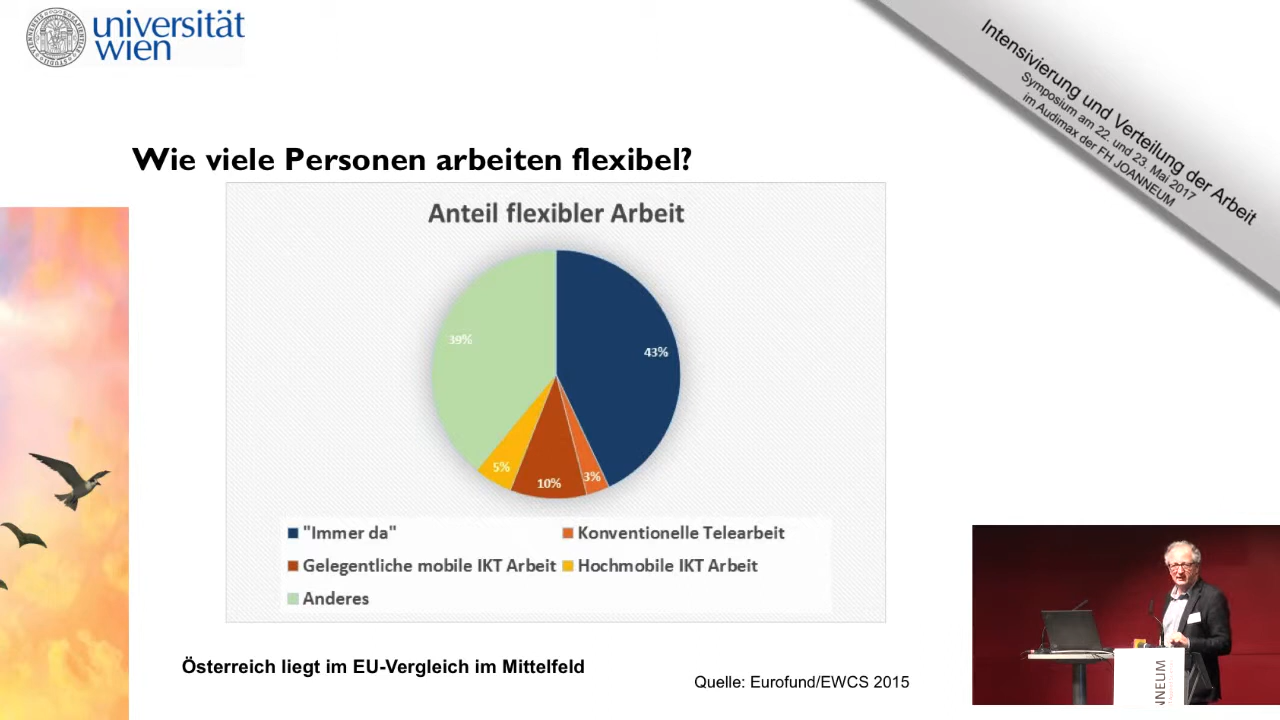 universität
wien
Intensivierung und Verteilung der Arbeit
Symposium am 22. und 23. Mai 2017
im Audimax der FH JOANNEUM
Wie viele Personen arbeiten flexibel?
Anteil flexibler Arbeit
39%
43%
5%
10%
3%
"Immer da"
Konventionelle Telearbeit
Gelegentliche mobile IKT Arbeit
Hochmobile IKT Arbeit
Anderes
Österreich liegt im EU-Vergleich im Mittelfeld
Quelle: Eurofund/EWCS 2015
NNEUM